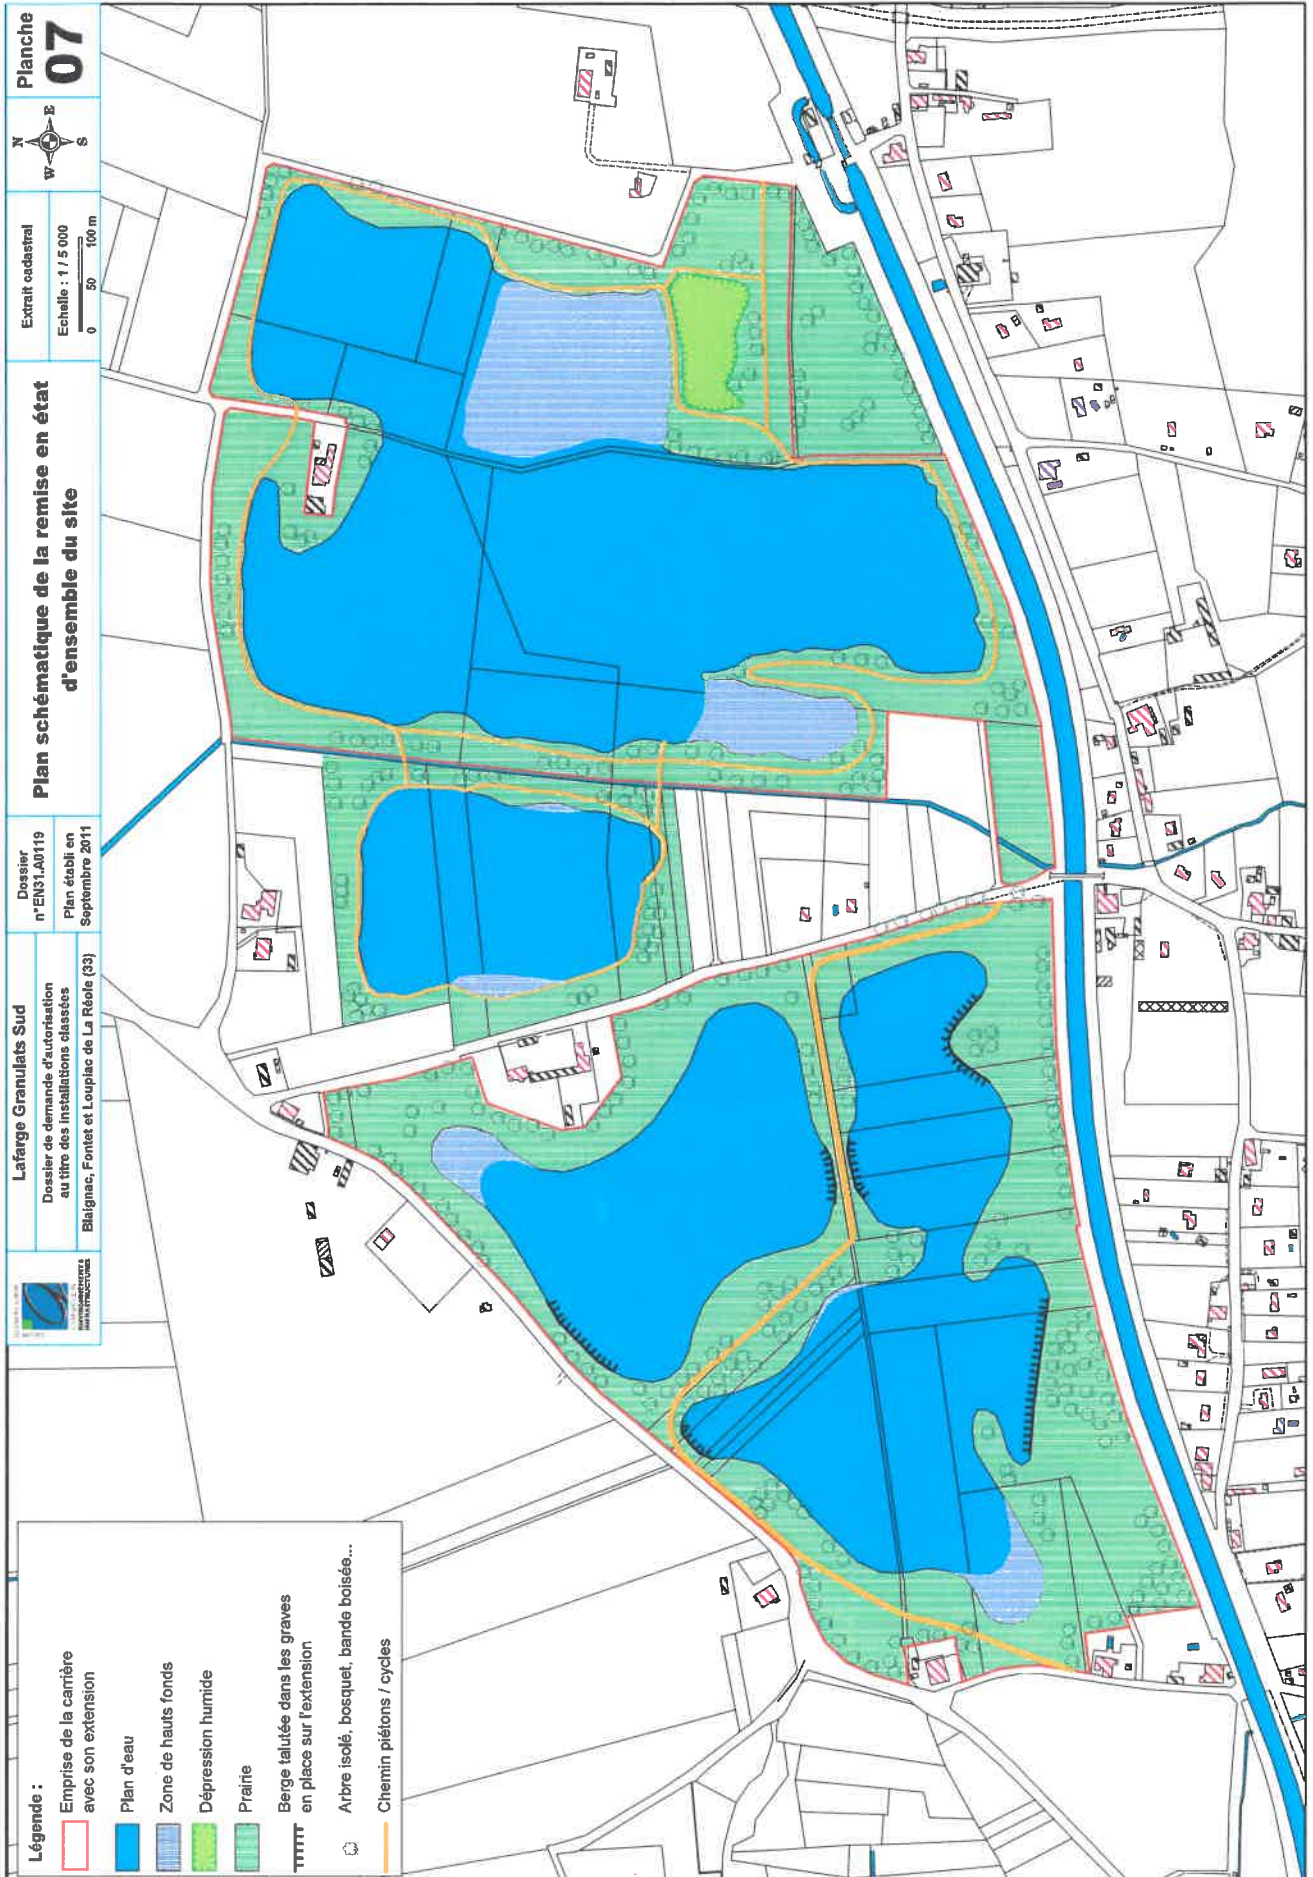 Lafarge Granulats Sud
Dossier de demande d'autorisation
au titre des installations classées
Blaignac, Fontet et Loupiac de La Réole (33)
Dossier
n°EN31.A0119
Plan établi en
Septembre 2011
Plan schématique de la remise en état
d'ensemble du site
Extrait cadastral
Echelle : 1 / 5 000
0 50 100 m
N
W E
S
Planche
07
Légende :
Emprise de la carrière
avec son extension
Plan d'eau
Zone de hauts fonds
Dépression humide
Prairie
Berge talutée dans les graves
en place sur l'extension
Arbre isolé, bosquet, bande boisée...
Chemin piétons / cycles